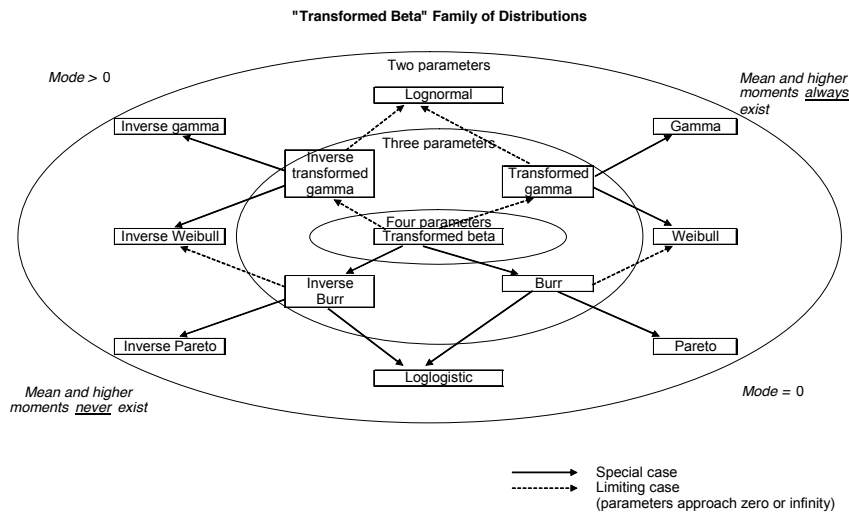 "Transformed Beta" Family of Distributions
Two parameters
Mode > 0
Mean and higher
moments always
exist
Lognormal
Inverse gamma
Gamma
Three parameters
Inverse
transformed
gamma
Transformed
gamma
Four parameters
Inverse Weibull
Transformed beta
Weibull
Inverse
Burr
Burr
Inverse Pareto
Pareto
Loglogistic
Mean and higher
moments never exist
Mode = 0
Special case
Limiting case
(parameters approach zero or infinity)